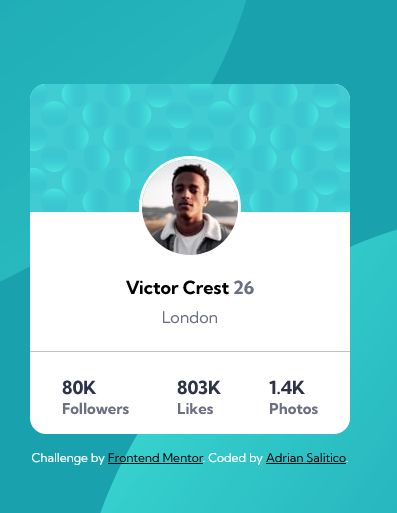 Victor Crest 26
London
80K 803K 1.4K
Followers Likes Photos
Challenge by Frontend Mentor. Coded by Adrian Salitico.